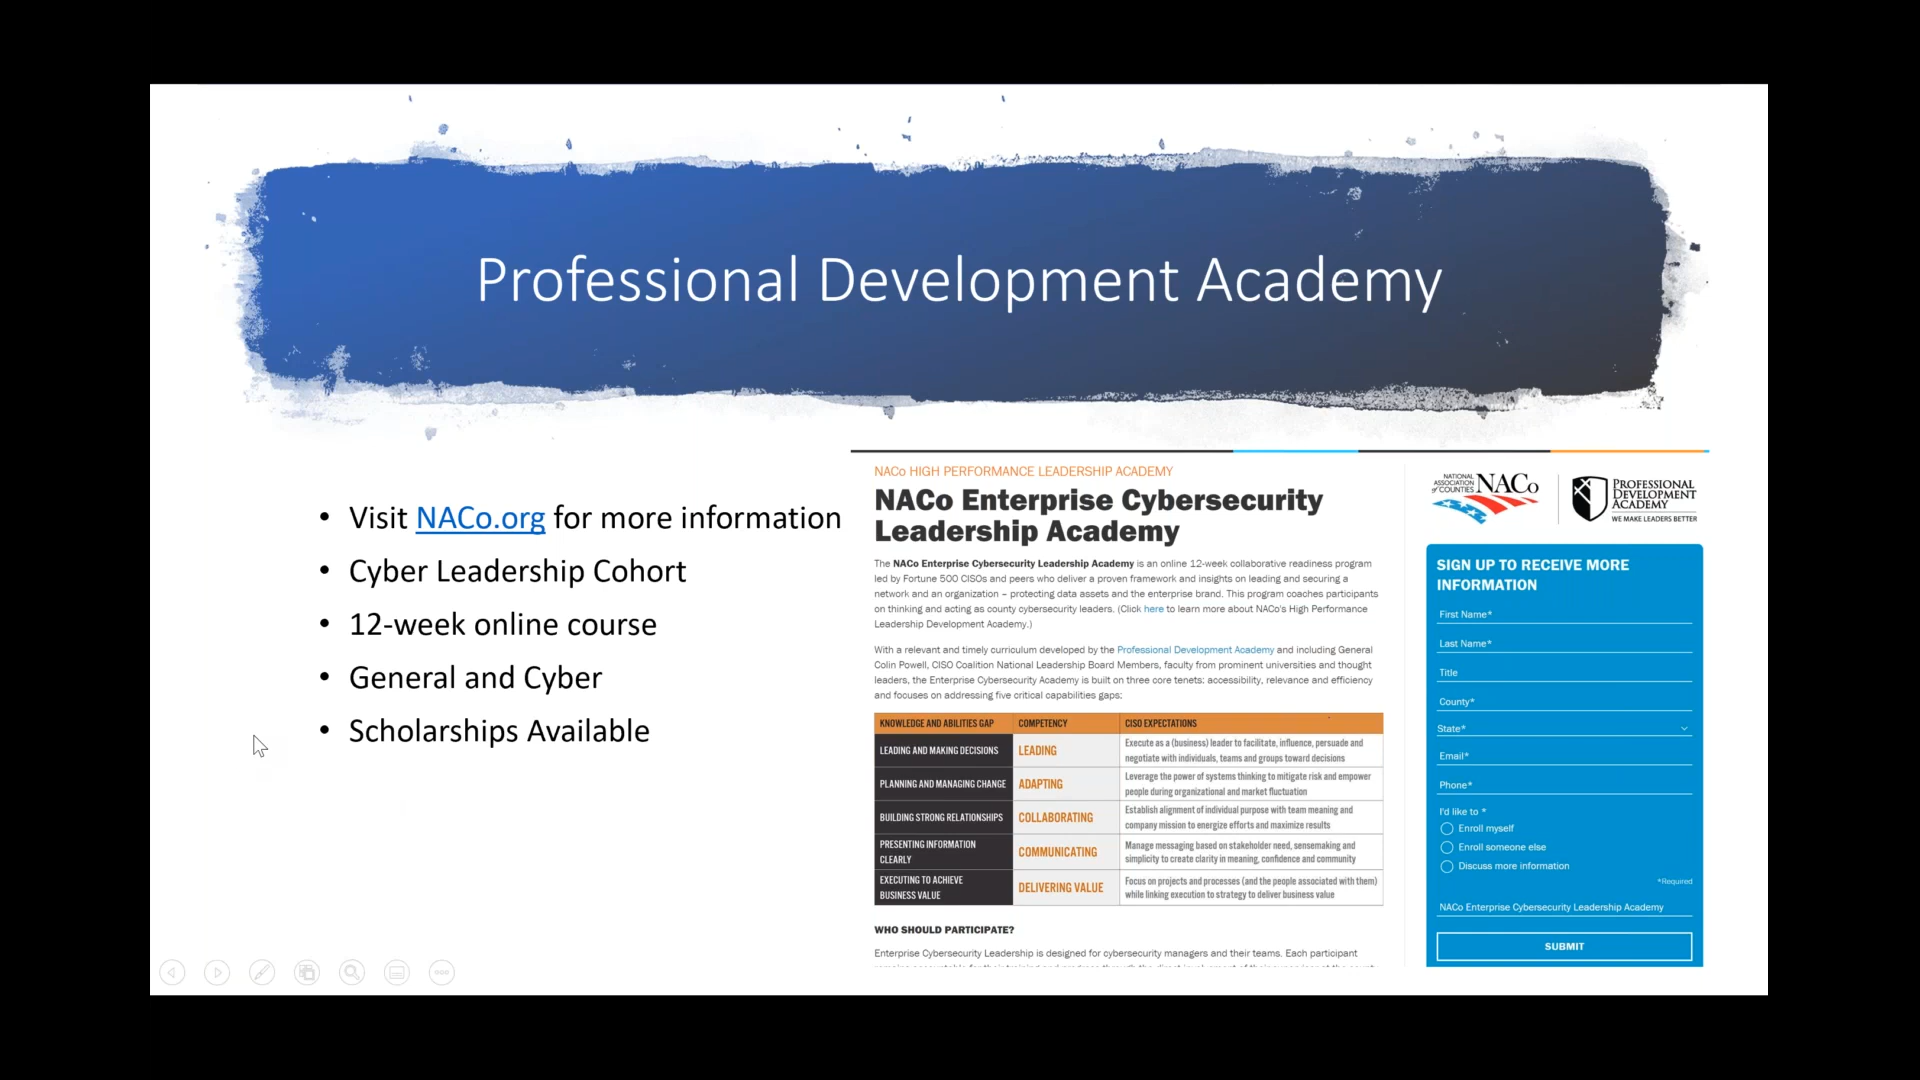 Professional Development Academy
• Visit NACo.org for more information
• Cyber Leadership Cohort
• 12-week online course
• General and Cyber
• Scholarships Available
NACo HIGH PERFORMANCE LEADERSHIP ACADEMY
NACo Enterprise Cybersecurity
Leadership Academy
The NACo Enterprise Cybersecurity Leadership Academy is an online 12-week collaborative readiness program
led by Fortune 500 CISOs and peers who deliver a proven framework and insights on leading and securing a
network and an organization – protecting data assets and the enterprise brand. This program coaches participants
on thinking and acting as county cybersecurity leaders. (Click here to learn more about NACo's High Performance
Leadership Development Academy.)
With a relevant and timely curriculum developed by the Professional Development Academy and including General
Colin Powell, CISO Coalition National Leadership Board Members, faculty from prominent universities and thought
leaders, the Enterprise Cybersecurity Academy is built on three core tenets: accessibility, relevance and efficiency
and focuses on addressing five critical capabilities gaps:
KNOWLEDGE AND ABILITIES GAP COMPETENCY CISO EXPECTATIONS
LEADING AND MAKING DECISIONS LEADING Execute as a (business) leader to facilitate, influence, persuade and
negotiate with individuals, teams and groups toward decisions
PLANNING AND MANAGING CHANGE ADAPTING Leverage the power of systems thinking to mitigate risk and empower
people during organizational and market fluctuation
BUILDING STRONG RELATIONSHIPS COLLABORATING Establish alignment of individual purpose with team meaning and
company mission to energize efforts and maximize results
PRESENTING INFORMATION
CLEARLY COMMUNICATING Manage messaging based on stakeholder need, sensemaking and
simplicity to create clarity in meaning, confidence and community
EXECUTING TO ACHIEVE
BUSINESS VALUE DELIVERING VALUE Focus on projects and processes (and the people associated with them)
while linking execution to strategy to deliver business value
WHO SHOULD PARTICIPATE?
Enterprise Cybersecurity Leadership is designed for cybersecurity managers and their teams. Each participant
NATIONAL
ASSOCIATION
of COUNTIES NACo
PROFESSIONAL
DEVELOPMENT
ACADEMY
WE MAKE LEADERS BETTER
SIGN UP TO RECEIVE MORE
INFORMATION
First Name*
Last Name*
Title
County*
State*
Email*
Phone*
I'd like to *
Enroll myself
Enroll someone else
Discuss more information
*Required
NACo Enterprise Cybersecurity Leadership Academy
SUBMIT